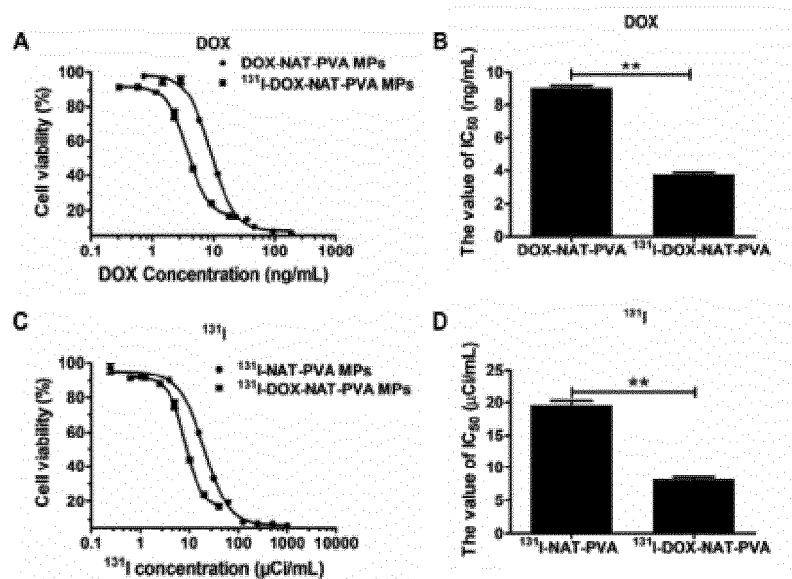 A
DOX
DOX-NAT-PVA MPs
¹³¹I-DOX-NAT-PVA MPs
Cell viability (%)
100
80
60
40
20
0.1 1 10 100 1000
DOX Concentration (ng/mL)
B
DOX
**
The value of IC₅₀ (ng/mL)
10
8
6
4
2
0
DOX-NAT-PVA ¹³¹I-DOX-NAT-PVA
C
¹³¹I
¹³¹I-NAT-PVA MPs
¹³¹I-DOX-NAT-PVA MPs
Cell viability (%)
100
80
60
40
20
0.1 1 10 100 1000 10000
¹³¹I concentration (µCi/mL)
D
¹³¹I
**
The value of IC₅₀ (µCi/mL)
25
20
15
10
5
0
¹³¹I-NAT-PVA ¹³¹I-DOX-NAT-PVA